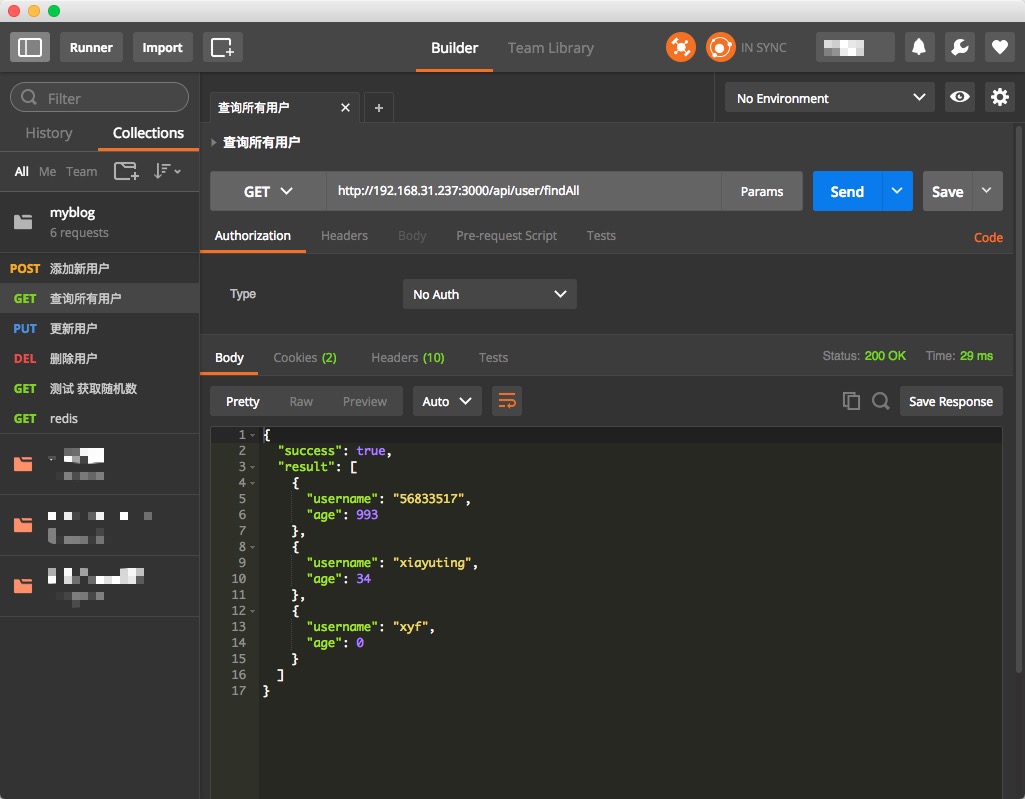 Runner Import Builder Team Library IN SYNC
Filter
History Collections
All Me Team
myblog
6 requests
POST 添加新用户
GET 查询所有用户
PUT 更新用户
DEL 删除用户
GET 测试 获取随机数
GET redis
查询所有用户 × +
No Environment
查询所有用户
GET http://192.168.31.237:3000/api/user/findAll Params Send Save
Authorization Headers Body Pre-request Script Tests Code
Type No Auth
Body Cookies (2) Headers (10) Tests Status: 200 OK Time: 29 ms
Pretty Raw Preview Auto Save Response
1 {
2 "success": true,
3 "result": [
4 {
5 "username": "56833517",
6 "age": 993
7 },
8 {
9 "username": "xiayuting",
10 "age": 34
11 },
12 {
13 "username": "xyf",
14 "age": 0
15 }
16 ]
17 }